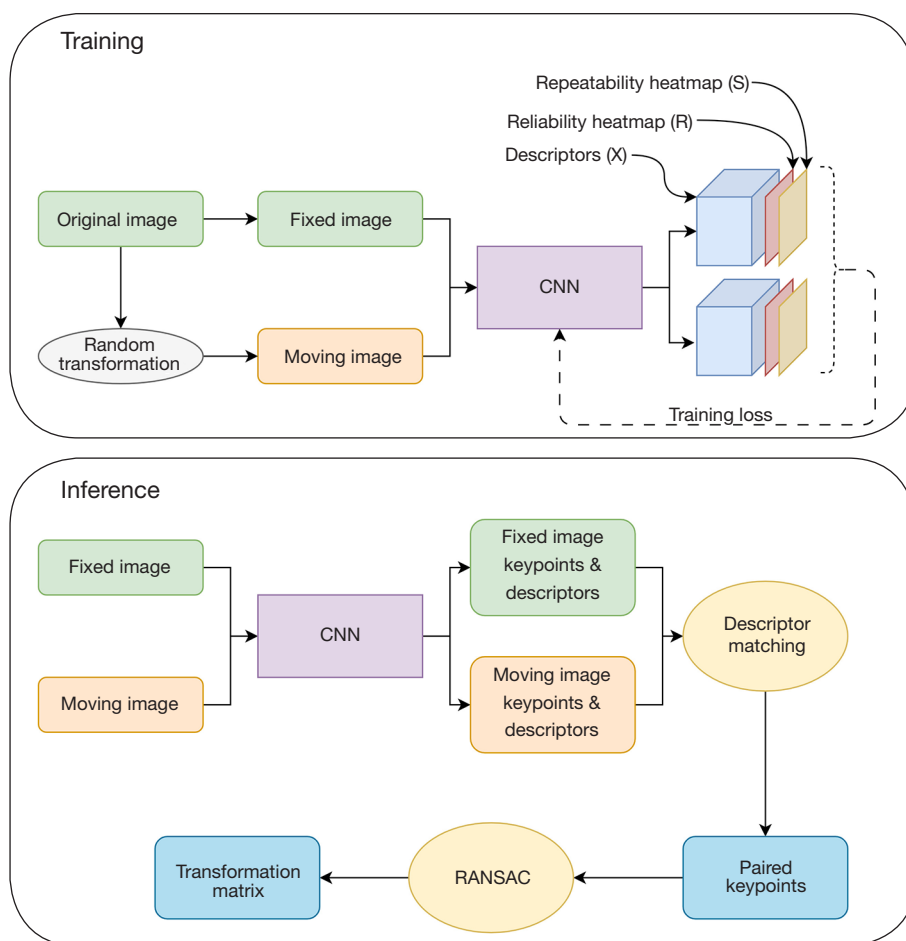 Training
Repeatability heatmap (S)
Reliability heatmap (R)
Descriptors (X)
Original image
Fixed image
CNN
Random
transformation
Moving image
Training loss
Inference
Fixed image
Moving image
CNN
Fixed image
keypoints &
descriptors
Moving image
keypoints &
descriptors
Descriptor
matching
Transformation
matrix
RANSAC
Paired
keypoints